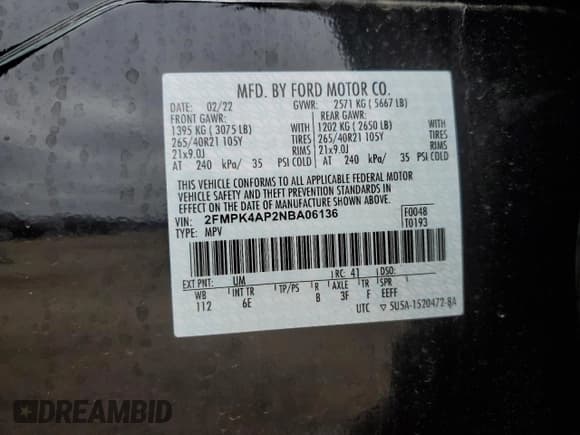 MFD. BY FORD MOTOR CO.
DATE: 02/22 GVWR: 2571 KG ( 5667 LB)
FRONT GAWR: REAR GAWR:
1395 KG ( 3075 LB) WITH 1202 KG ( 2650 LB) WITH
265/40R21 105Y TIRES 265/40R21 105Y TIRES
21x9.0J RIMS 21x9.0J RIMS
AT 240 kPa/ 35 PSI COLD AT 240 kPa/ 35 PSI COLD
THIS VEHICLE CONFORMS TO ALL APPLICABLE FEDERAL MOTOR
VEHICLE SAFETY AND THEFT PREVENTION STANDARDS IN
EFFECT ON THE DATE OF MANUFACTURE SHOWN ABOVE.
VIN: 2FMPK4AP2NBA06136 F0048
TYPE: MPV T0193
EXT PNT: UM RC: 41 DSO:
WB INT TR TP/PS R AXLE TR SPR
112 6E B 3F F EEFF
UTC ▽ 5U5A-1520472-BA
DREAMBID